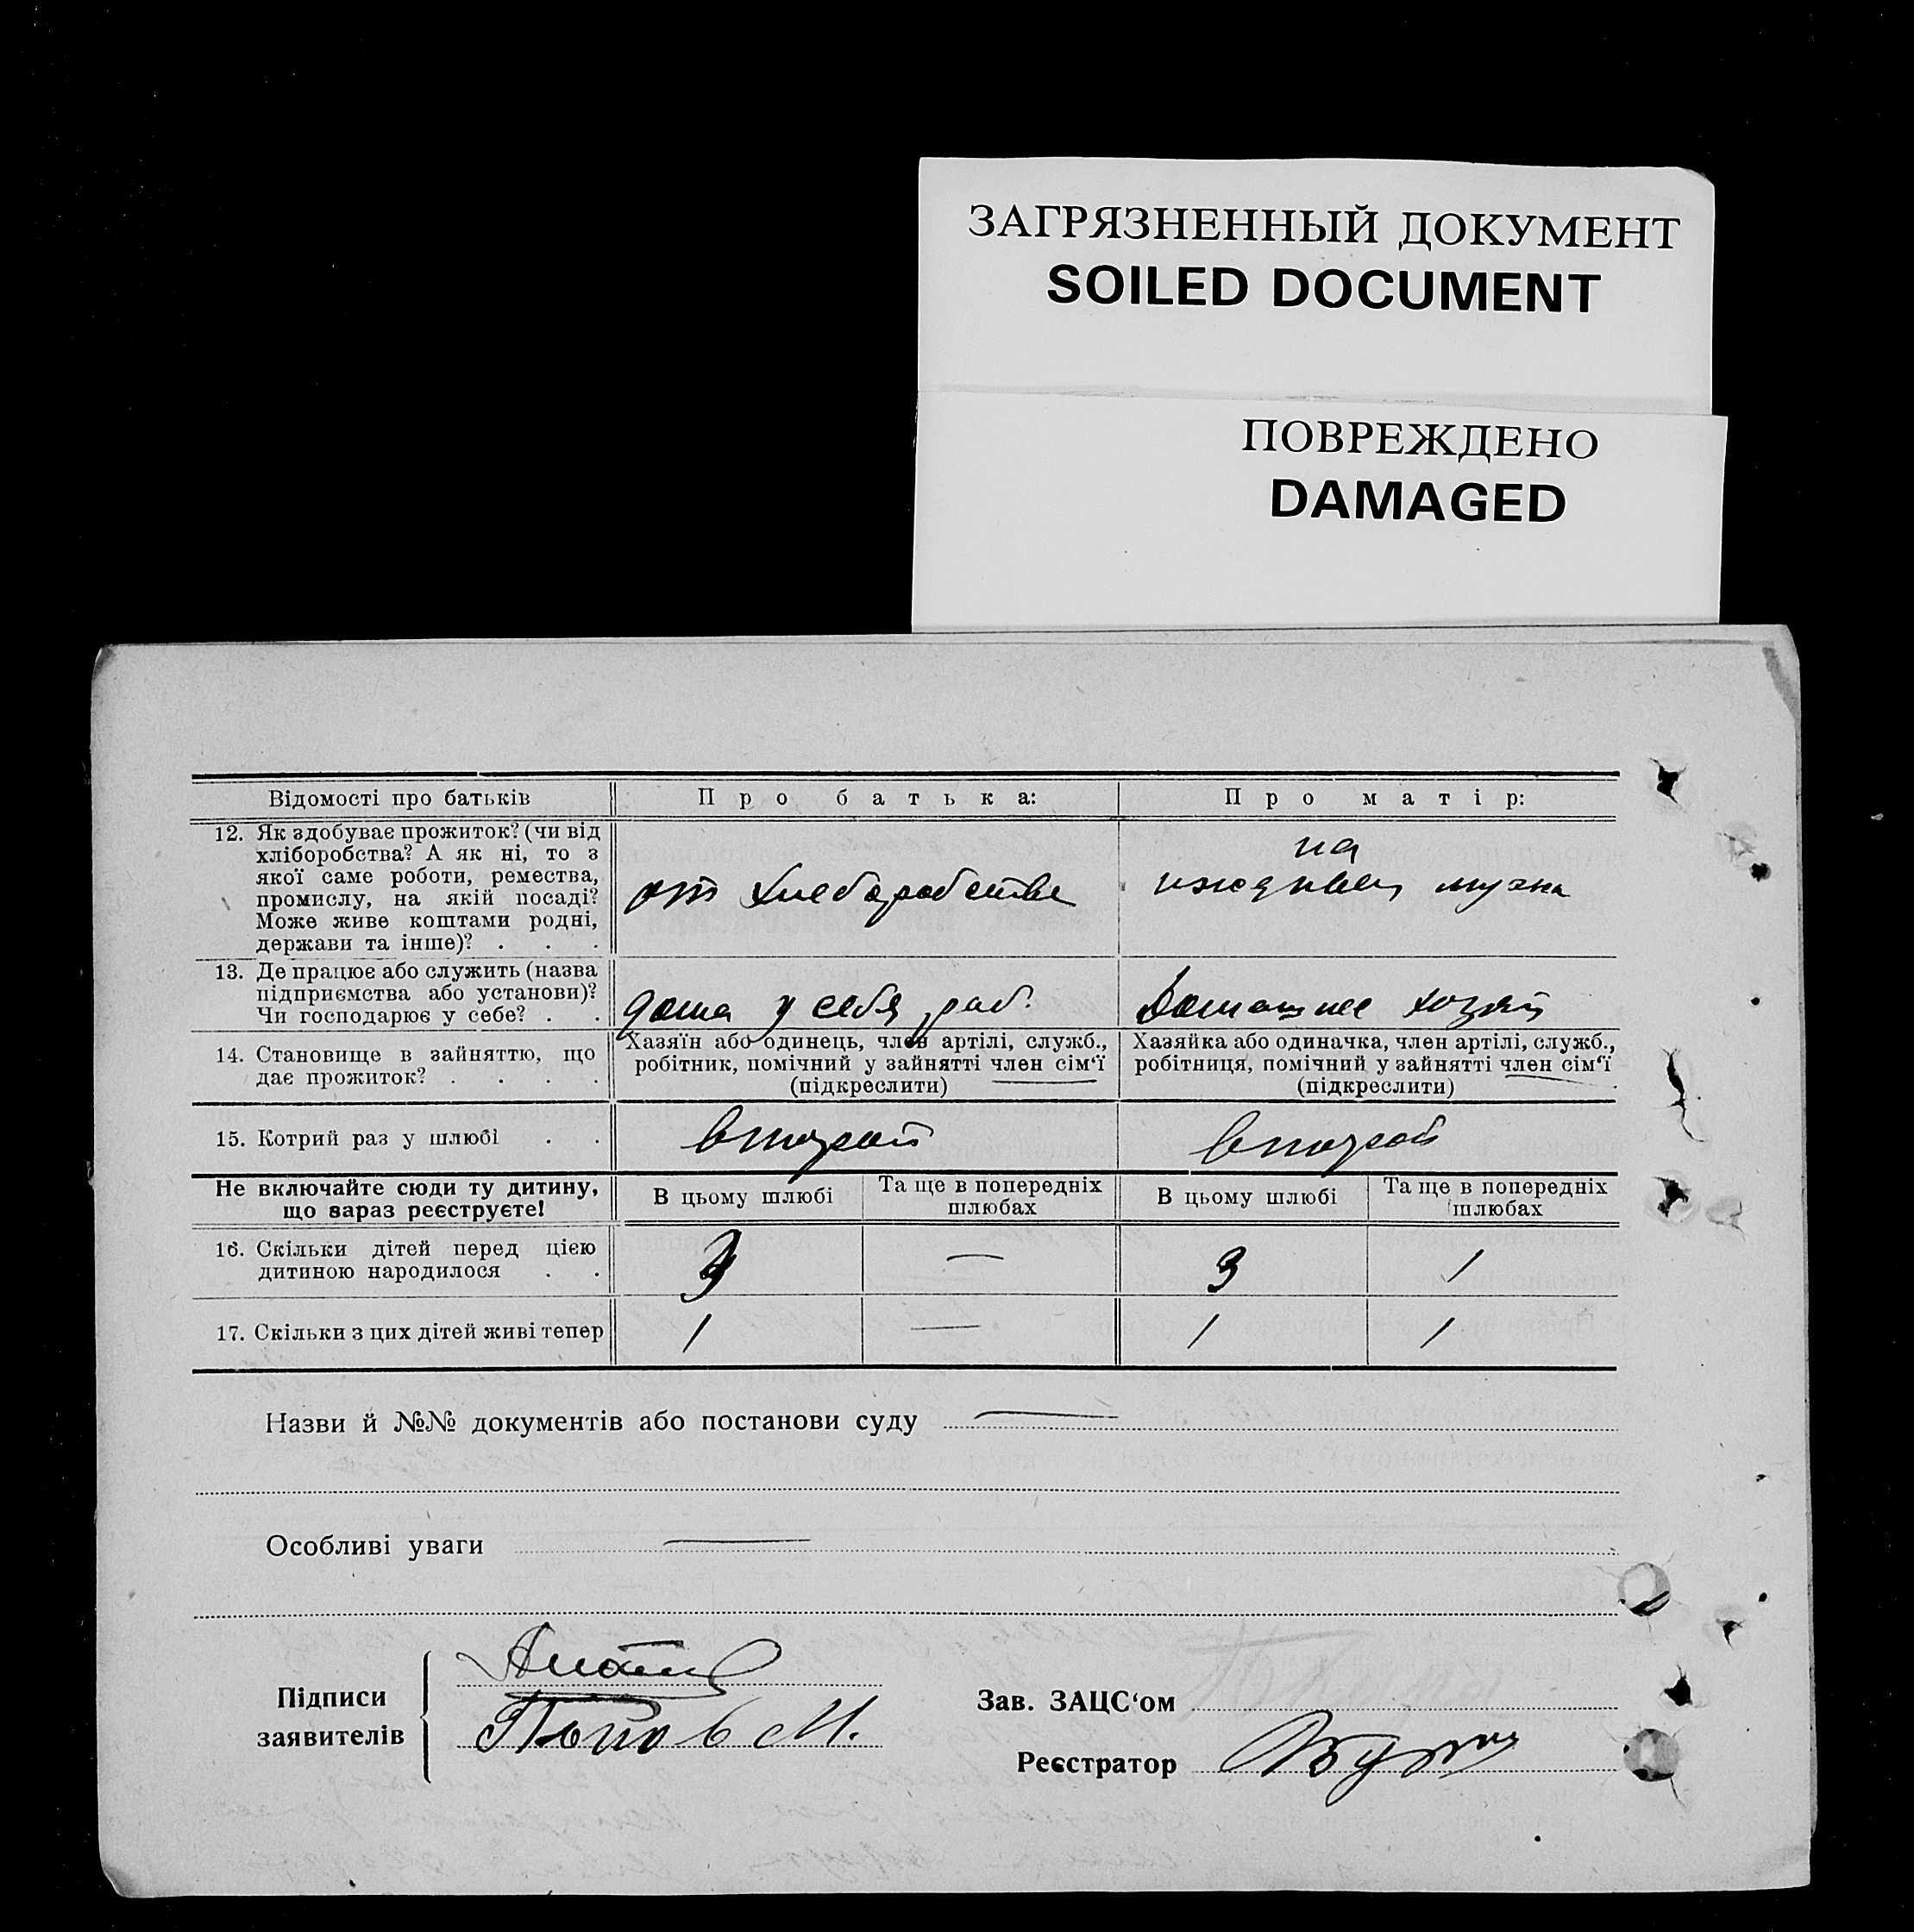 ЗАГРЯЗНЕННЫЙ ДОКУМЕНТ
SOILED DOCUMENT
ПОВРЕЖДЕНО
DAMAGED
Відомості про батьків
Про батька:
Про матір:
12. Як здобуває прожиток? (чи від
хліборобства? А як ні, то з
якої саме роботи, ремества,
промислу, на якій посаді?
Може живе коштами родні,
держави та інше)? . . .
от хлеборобства
на
иждивен мужа
13. Де працює або служить (назва
підприємства або установи)?
Чи господарює у себе? . .
дома у себя раб.
Домашнее хозяй
14. Становище в зайняттю, що
дає прожиток? . . . .
Хазяїн або одинець, член артілі, служб.,
робітник, помічний у зайнятті член сім‘ї
(підкреслити)
Хазяйка або одиначка, член артілі, служб.,
робітниця, помічний у зайнятті член сім‘ї
(підкреслити)
15. Котрий раз у шлюбі . .
второй
второй
Не включайте сюди ту дитину,
що зараз реєструєте!
В цьому шлюбі
Та ще в попередніх
шлюбах
В цьому шлюбі
Та ще в попередніх
шлюбах
16. Скільки дітей перед цією
дитиною народилося . .
3
—
3
1
17. Скільки з цих дітей живі тепер
1
—
1
1
Назви й №№ документів або постанови суду —
Особливі уваги —
Підписи
заявителів
Попов М.
Зав. ЗАЦС‘ом
Реєстратор